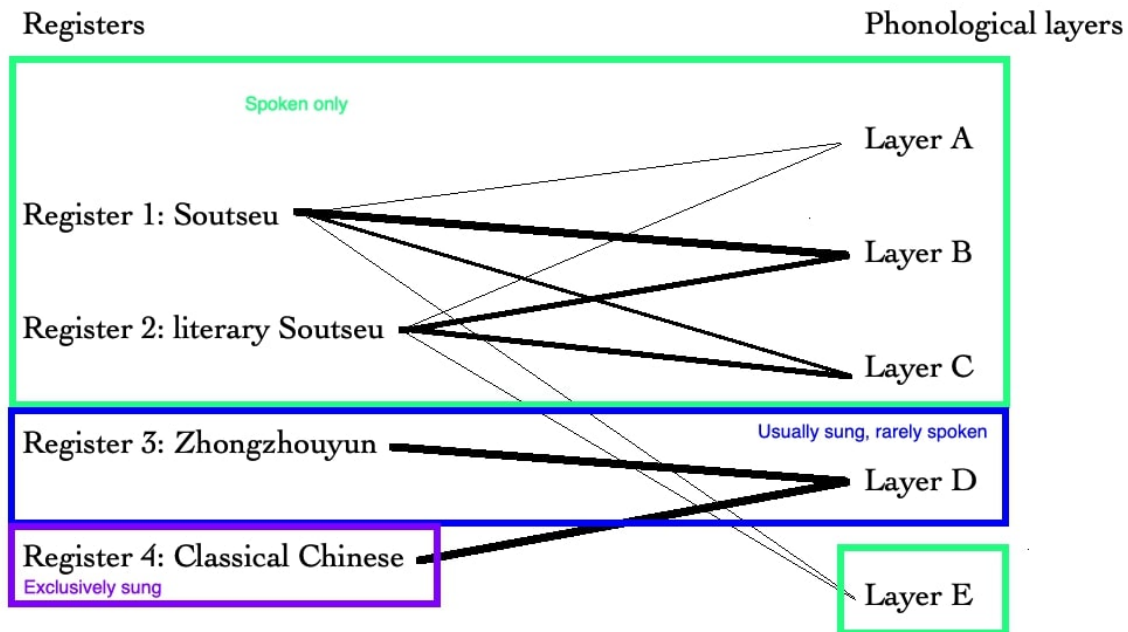 Registers
Phonological layers
Spoken only
Layer A
Register 1: Soutseu
Layer B
Register 2: literary Soutseu
Layer C
Register 3: Zhongzhouyun
Usually sung, rarely spoken
Layer D
Register 4: Classical Chinese
Exclusively sung
Layer E